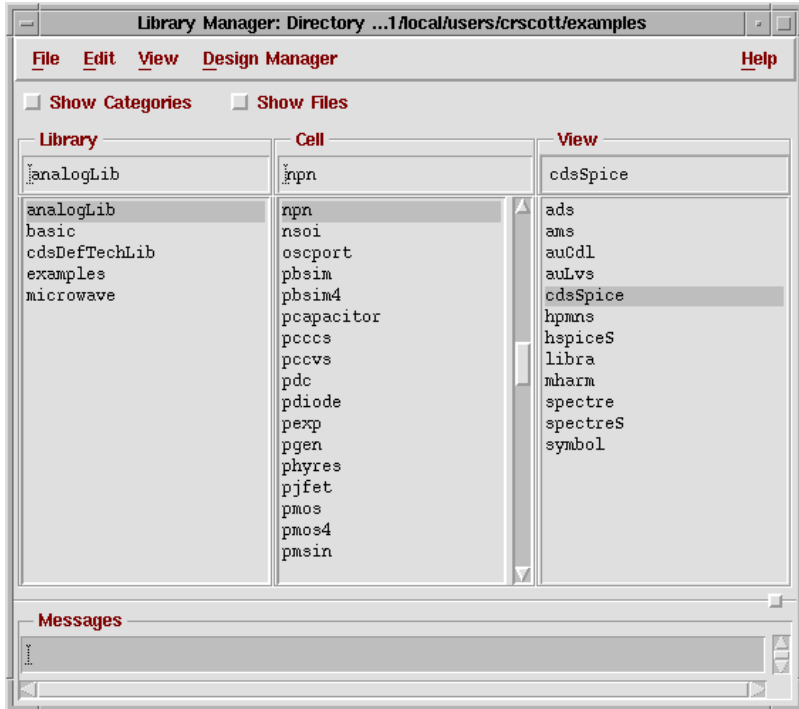 Library Manager: Directory ...1/local/users/crscott/examples
File Edit View Design Manager Help
Show Categories Show Files
Library
analogLib
analogLib
basic
cdsDefTechLib
examples
microwave
Cell
npn
npn
nsoi
oscport
pbsim
pbsim4
pcapacitor
pcccs
pccvs
pdc
pdiode
pexp
pgen
phyres
pjfet
pmos
pmos4
pmsin
View
cdsSpice
ads
ams
auCdl
auLvs
cdsSpice
hpmns
hspiceS
libra
mharm
spectre
spectreS
symbol
Messages